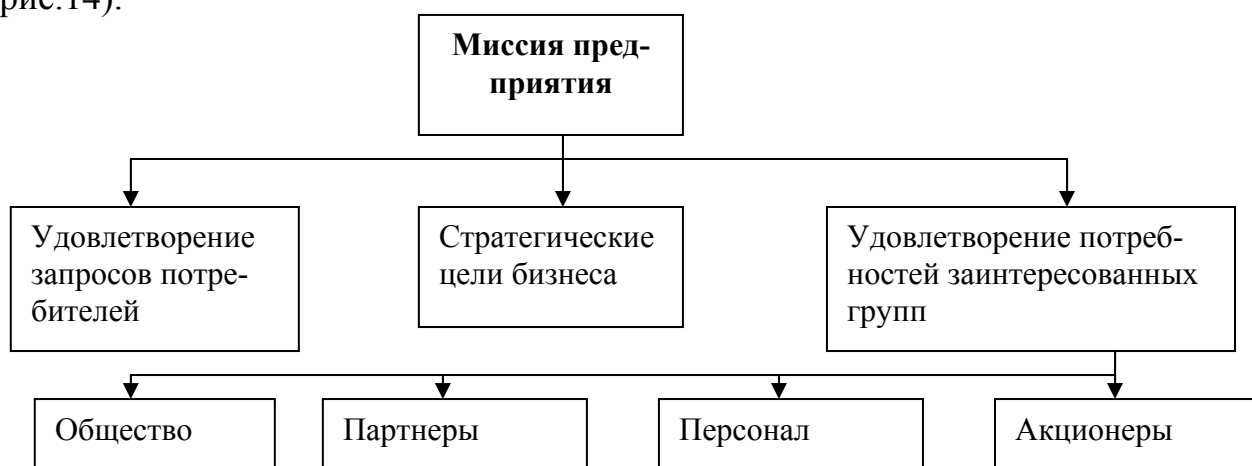 рис.14).
Миссия пред-
приятия
Удовлетворение
запросов потре-
бителей
Стратегические
цели бизнеса
Удовлетворение потреб-
ностей заинтересованных
групп
Общество
Партнеры
Персонал
Акционеры